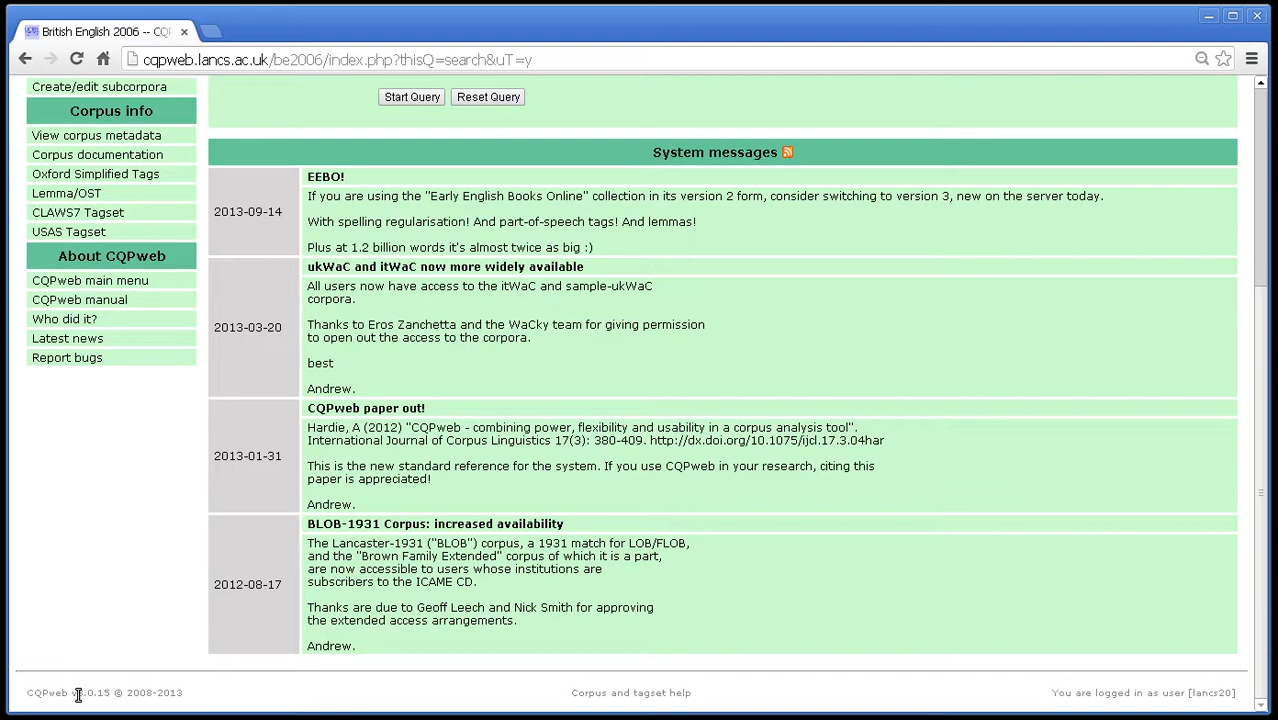 British English 2006 -- CQ
cqpweb.lancs.ac.uk/be2006/index.php?thisQ=search&uT=y
Create/edit subcorpora
Corpus info
View corpus metadata
Corpus documentation
Oxford Simplified Tags
Lemma/OST
CLAWS7 Tagset
USAS Tagset
About CQPweb
CQPweb main menu
CQPweb manual
Who did it?
Latest news
Report bugs
Start Query Reset Query
System messages
2013-09-14
EEBO!
If you are using the "Early English Books Online" collection in its version 2 form, consider switching to version 3, new on the server today.
With spelling regularisation! And part-of-speech tags! And lemmas!
Plus at 1.2 billion words it's almost twice as big :)
2013-03-20
ukWaC and itWaC now more widely available
All users now have access to the itWaC and sample-ukWaC
corpora.
Thanks to Eros Zanchetta and the WaCky team for giving permission
to open out the access to the corpora.
best
Andrew.
2013-01-31
CQPweb paper out!
Hardie, A (2012) "CQPweb - combining power, flexibility and usability in a corpus analysis tool".
International Journal of Corpus Linguistics 17(3): 380-409. http://dx.doi.org/10.1075/ijcl.17.3.04har
This is the new standard reference for the system. If you use CQPweb in your research, citing this
paper is appreciated!
Andrew.
2012-08-17
BLOB-1931 Corpus: increased availability
The Lancaster-1931 ("BLOB") corpus, a 1931 match for LOB/FLOB,
and the "Brown Family Extended" corpus of which it is a part,
are now accessible to users whose institutions are
subscribers to the ICAME CD.
Thanks are due to Geoff Leech and Nick Smith for approving
the extended access arrangements.
Andrew.
CQPweb © 2008-2013
Corpus and tagset help
You are logged in as user [lancs20]